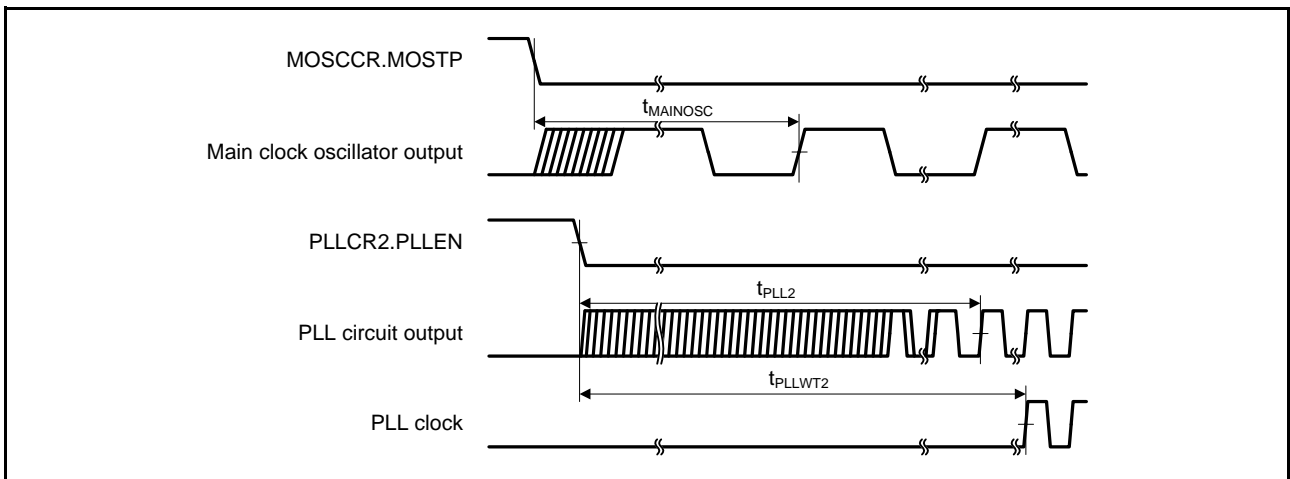 MOSCCR.MOSTP
tMAINOSC
Main clock oscillator output
PLLCR2.PLLEN
tPLL2
PLL circuit output
tPLLWT2
PLL clock